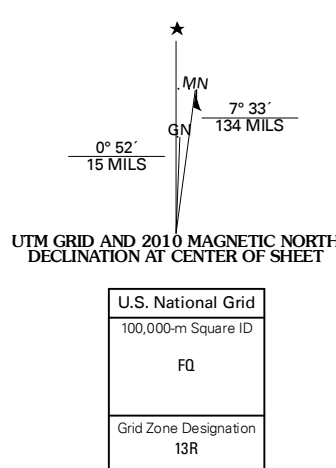 ★
MN
7° 33´
134 MILS
GN
0° 52´
15 MILS
UTM GRID AND 2010 MAGNETIC NORTH
DECLINATION AT CENTER OF SHEET
U.S. National Grid
100,000-m Square ID
FQ
Grid Zone Designation
13R